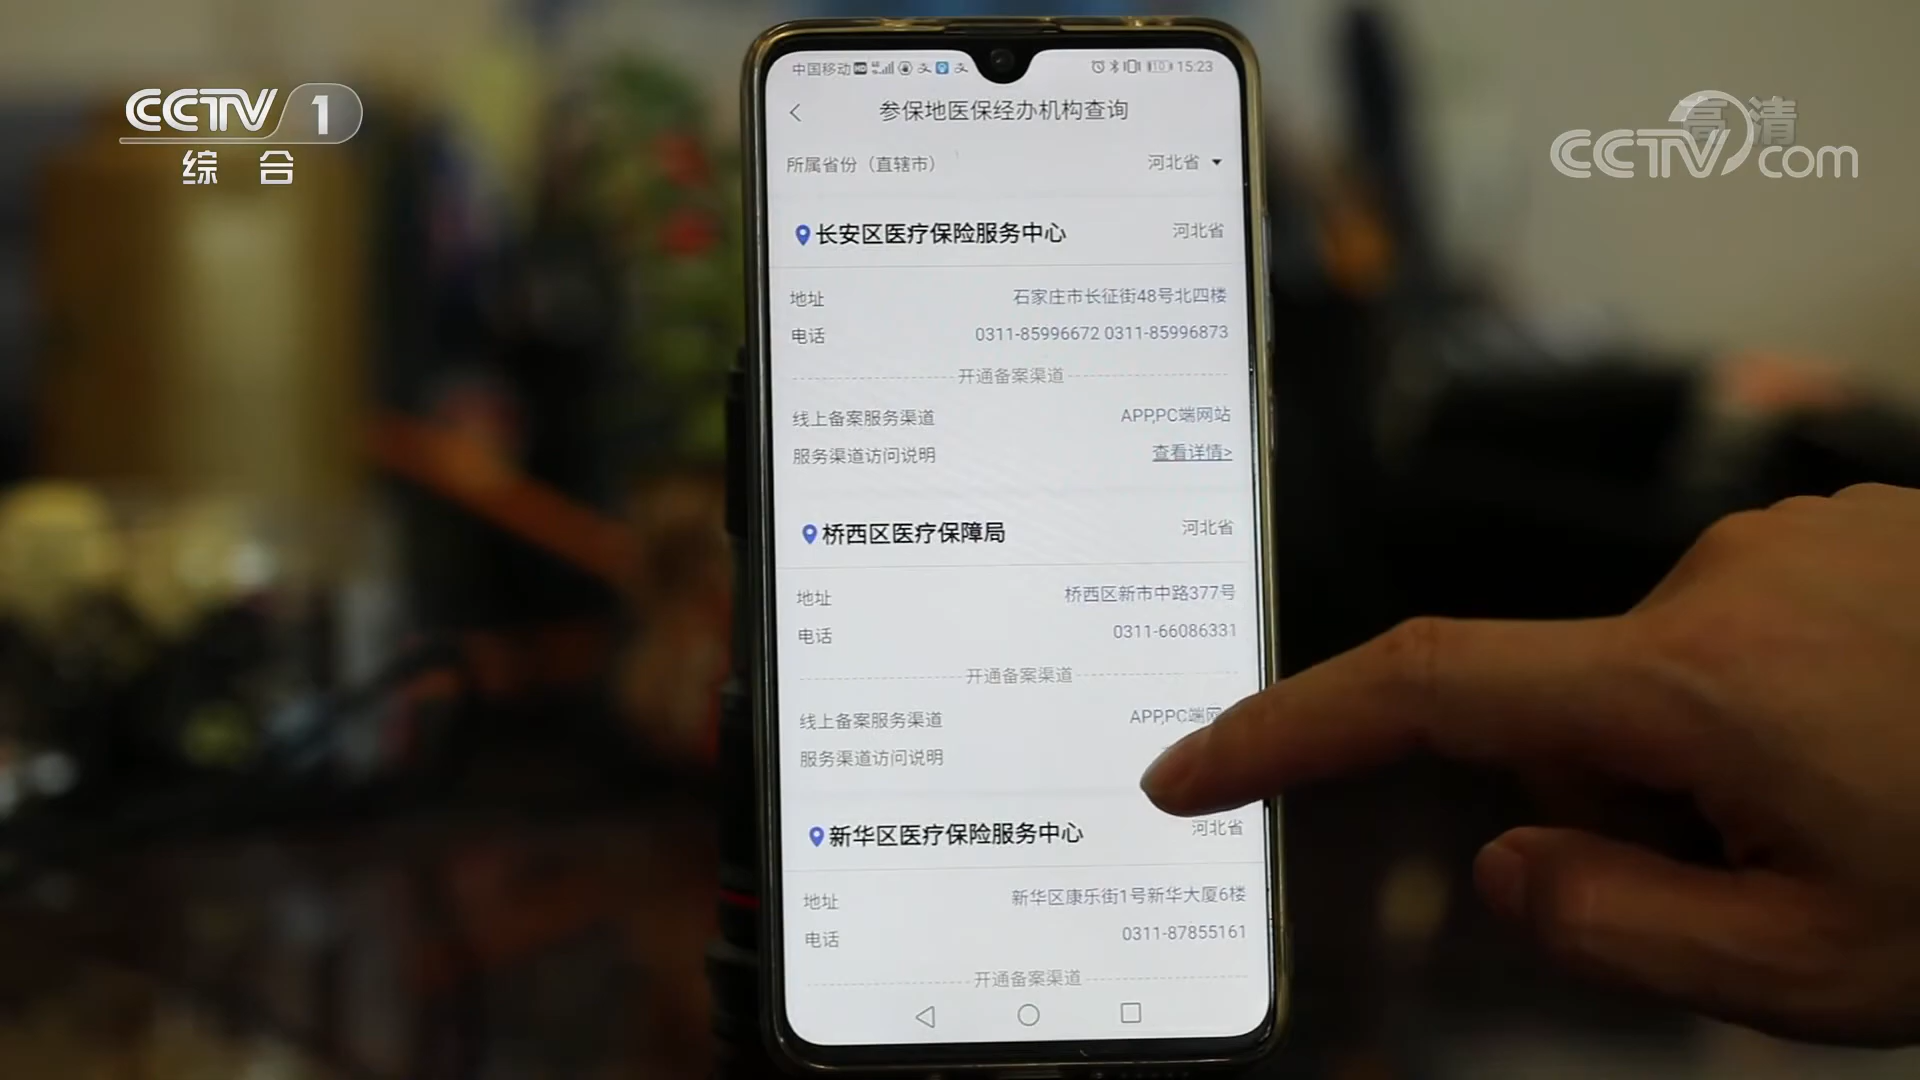 CCTV 1
综合
高清
CCTV.com
中国移动 15:23
参保地医保经办机构查询
所属省份（直辖市） 河北省
长安区医疗保险服务中心 河北省
地址 石家庄市长征街48号北四楼
电话 0311-85996672 0311-85996873
开通备案渠道
线上备案服务渠道 APP,PC端网站
服务渠道访问说明 查看详情>
桥西区医疗保障局 河北省
地址 桥西区新市中路377号
电话 0311-66086331
开通备案渠道
线上备案服务渠道 APP,PC端网
服务渠道访问说明
新华区医疗保险服务中心 河北省
地址 新华区康乐街1号新华大厦6楼
电话 0311-87855161
开通备案渠道